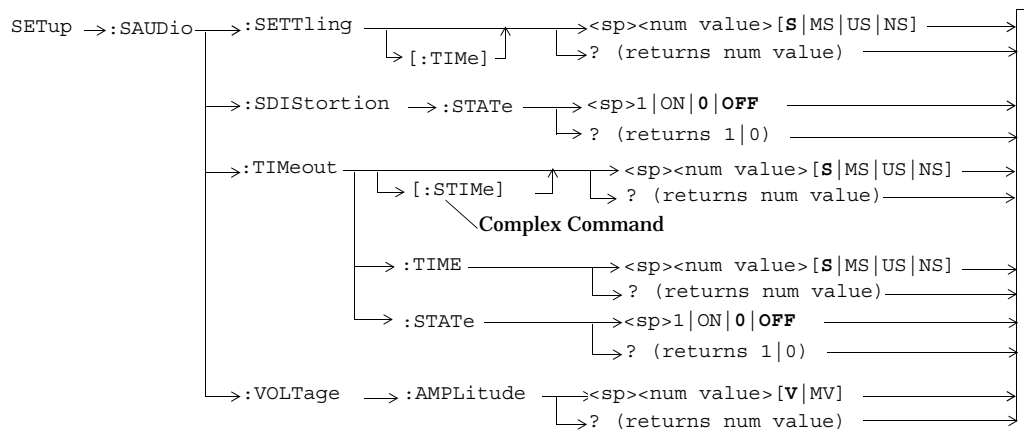 SETup :SAUDio :SETTling <sp><num value>[S|MS|US|NS]
[:TIMe] ? (returns num value)
:SDIStortion :STATe <sp>1|ON|0|OFF
? (returns 1|0)
:TIMeout <sp><num value>[S|MS|US|NS]
[:STIMe] ? (returns num value)
Complex Command
:TIME <sp><num value>[S|MS|US|NS]
? (returns num value)
:STATe <sp>1|ON|0|OFF
? (returns 1|0)
:VOLTage :AMPLitude <sp><num value>[V|MV]
? (returns num value)